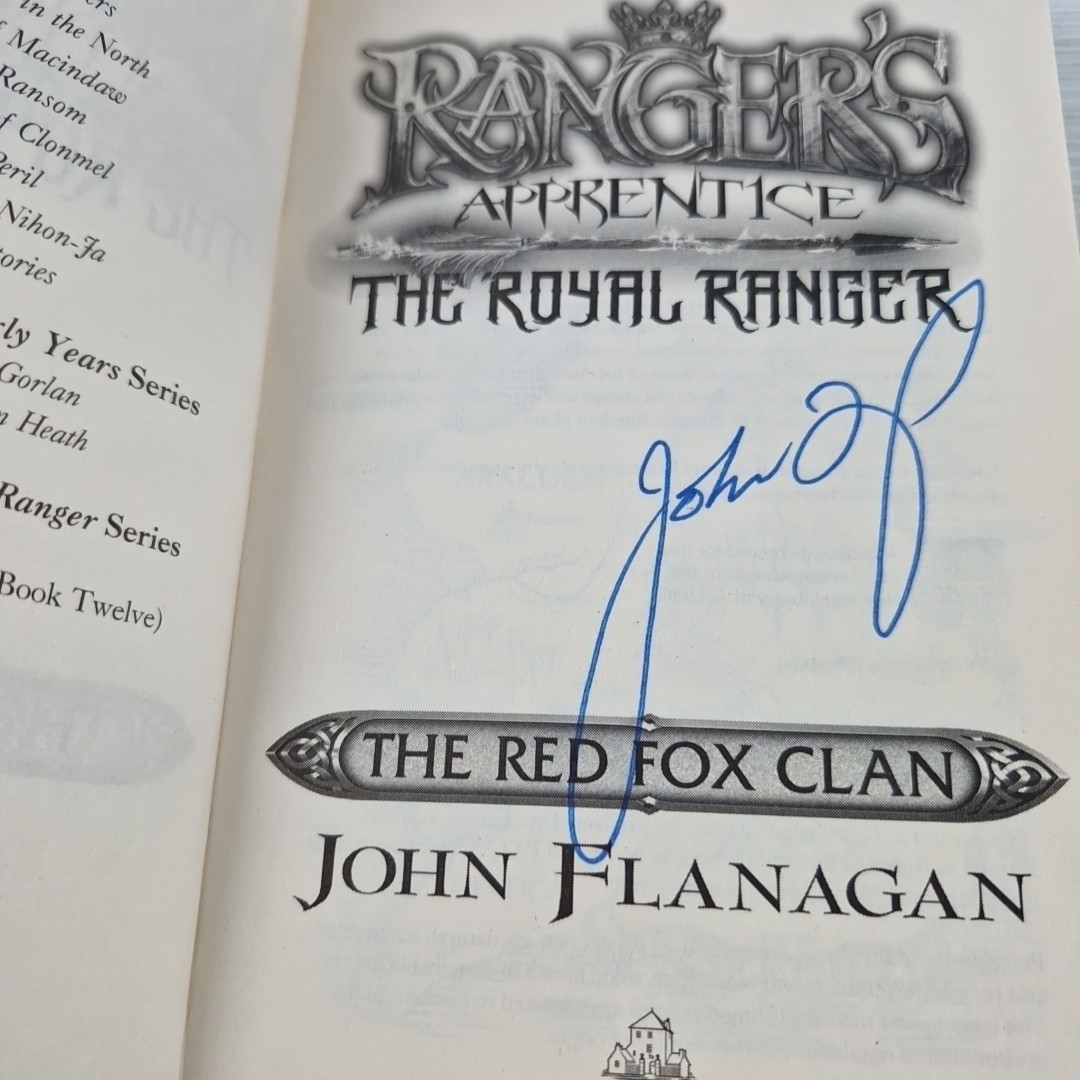 in the North
Macindaw
Ransom
f Clonmel
Peril
Nihon-Ja
tories
rly Years Series
Gorlan
n Heath
Ranger Series
Book Twelve)
RANGER'S
APPRENTICE
THE ROYAL RANGER
John
THE RED FOX CLAN
JOHN FLANAGAN